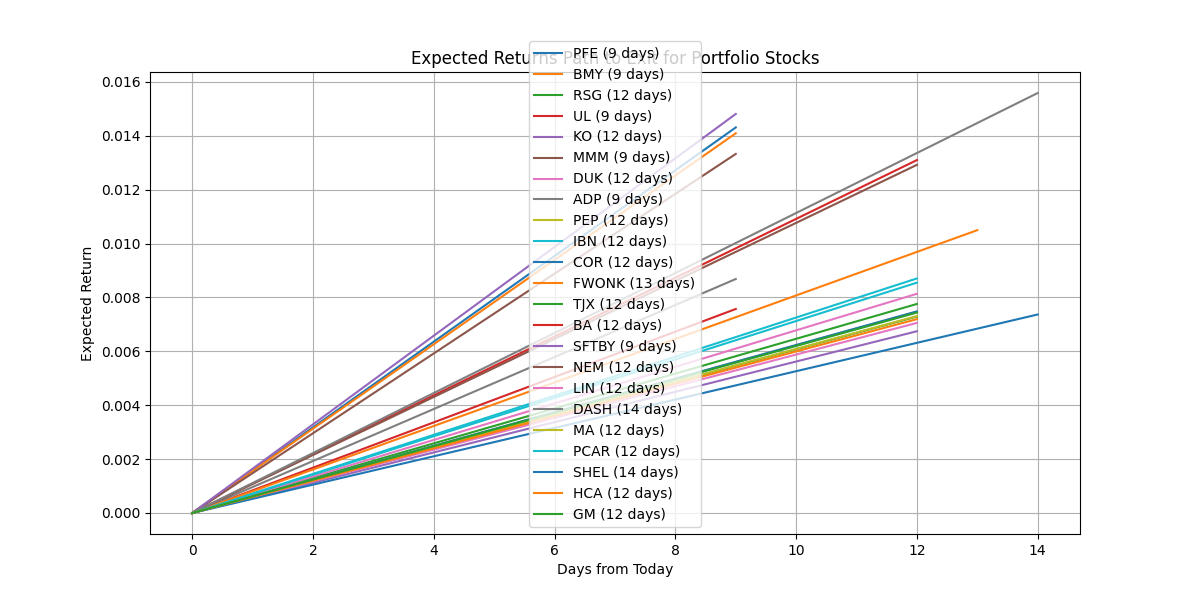 Expected Returns Path to Exit for Portfolio Stocks
PFE (9 days)
BMY (9 days)
RSG (12 days)
UL (9 days)
KO (12 days)
MMM (9 days)
DUK (12 days)
ADP (9 days)
PEP (12 days)
IBN (12 days)
COR (12 days)
FWONK (13 days)
TJX (12 days)
BA (12 days)
SFTBY (9 days)
NEM (12 days)
LIN (12 days)
DASH (14 days)
MA (12 days)
PCAR (12 days)
SHEL (14 days)
HCA (12 days)
GM (12 days)
Expected Return
0.016
0.014
0.012
0.010
0.008
0.006
0.004
0.002
0.000
0 2 4 6 8 10 12 14
Days from Today